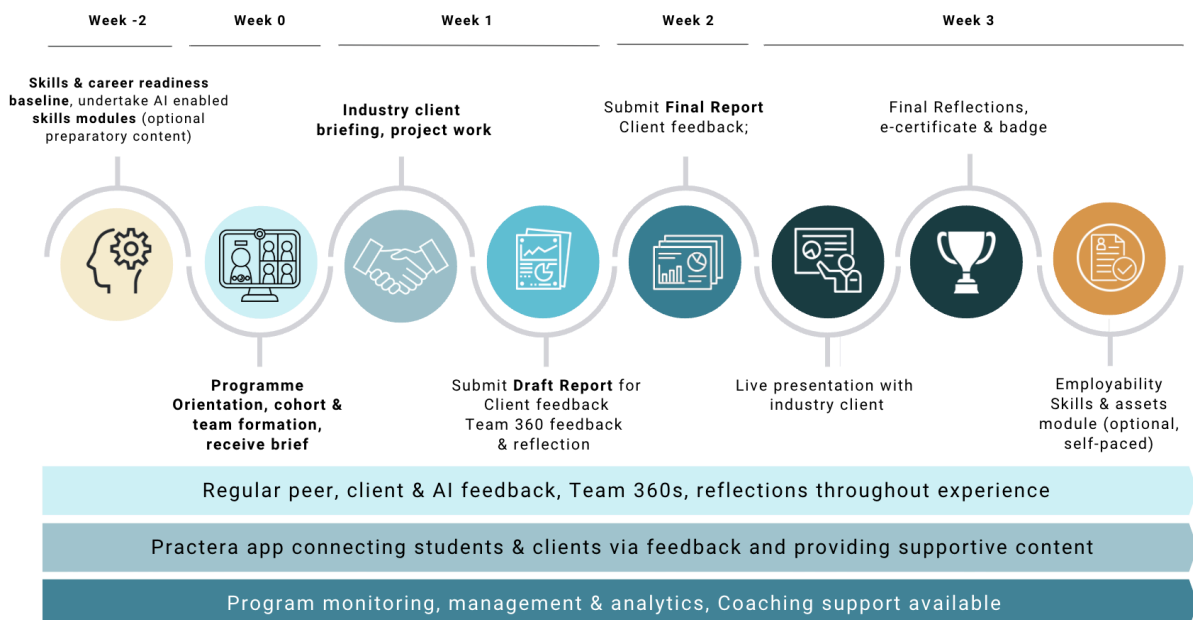 Week -2
Week 0
Week 1
Week 2
Week 3
Skills & career readiness
baseline, undertake AI enabled
skills modules (optional
preparatory content)
Industry client
briefing, project work
Submit Final Report
Client feedback;
Final Reflections,
e-certificate & badge
Programme
Orientation, cohort &
team formation,
receive brief
Submit Draft Report for
Client feedback
Team 360 feedback
& reflection
Live presentation with
industry client
Employability
Skills & assets
module (optional,
self-paced)
Regular peer, client & AI feedback, Team 360s, reflections throughout experience
Practera app connecting students & clients via feedback and providing supportive content
Program monitoring, management & analytics, Coaching support available